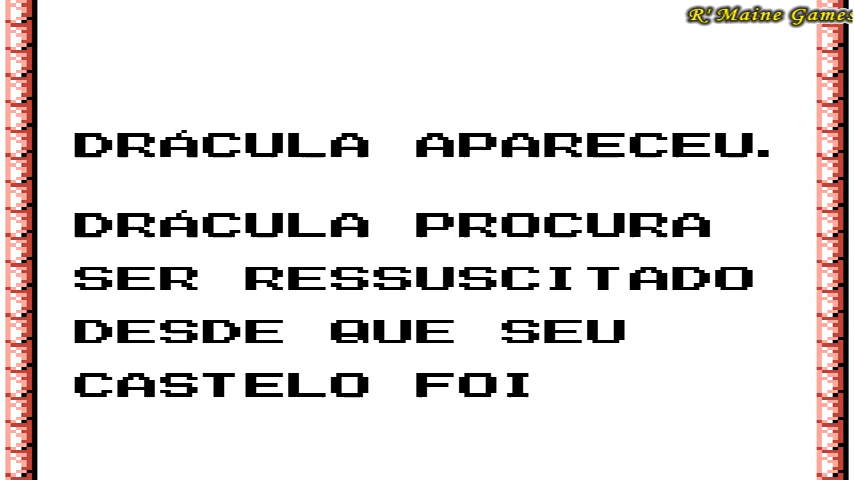 R' Maine Games
DRÁCULA APARECEU.
DRÁCULA PROCURA
SER RESSUSCITADO
DESDE QUE SEU
CASTELO FOI